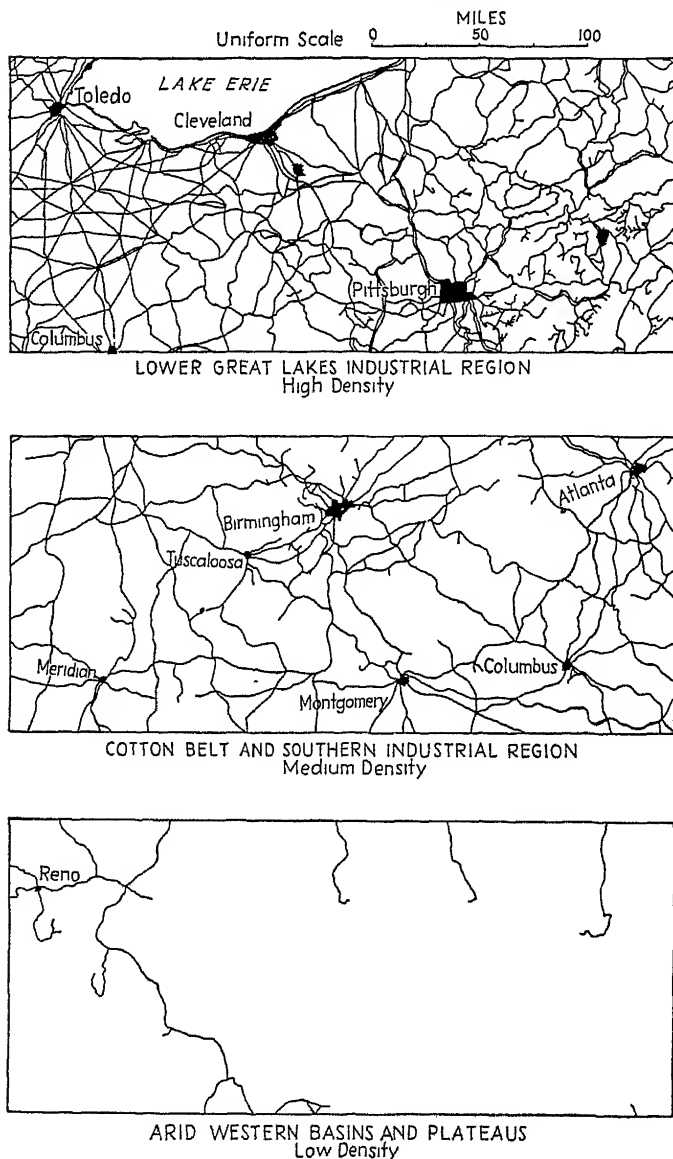 MILES
Uniform Scale 0 50 100
LAKE ERIE
Toledo
Cleveland
Pittsburgh
Columbus
LOWER GREAT LAKES INDUSTRIAL REGION
High Density
Atlanta
Birmingham
Tuscaloosa
Meridian
Columbus
Montgomery
COTTON BELT AND SOUTHERN INDUSTRIAL REGION
Medium Density
Reno
ARID WESTERN BASINS AND PLATEAUS
Low Density